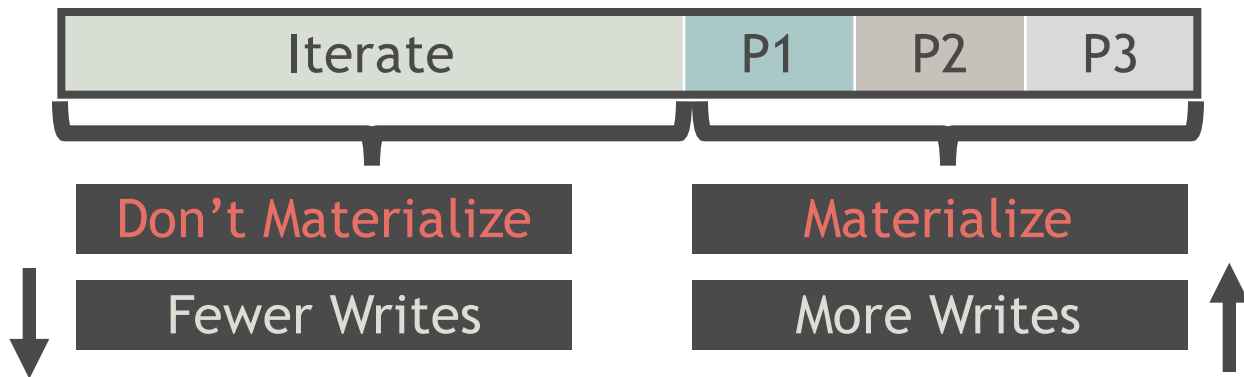 Iterate P1 P2 P3
Don’t Materialize Materialize
Fewer Writes More Writes